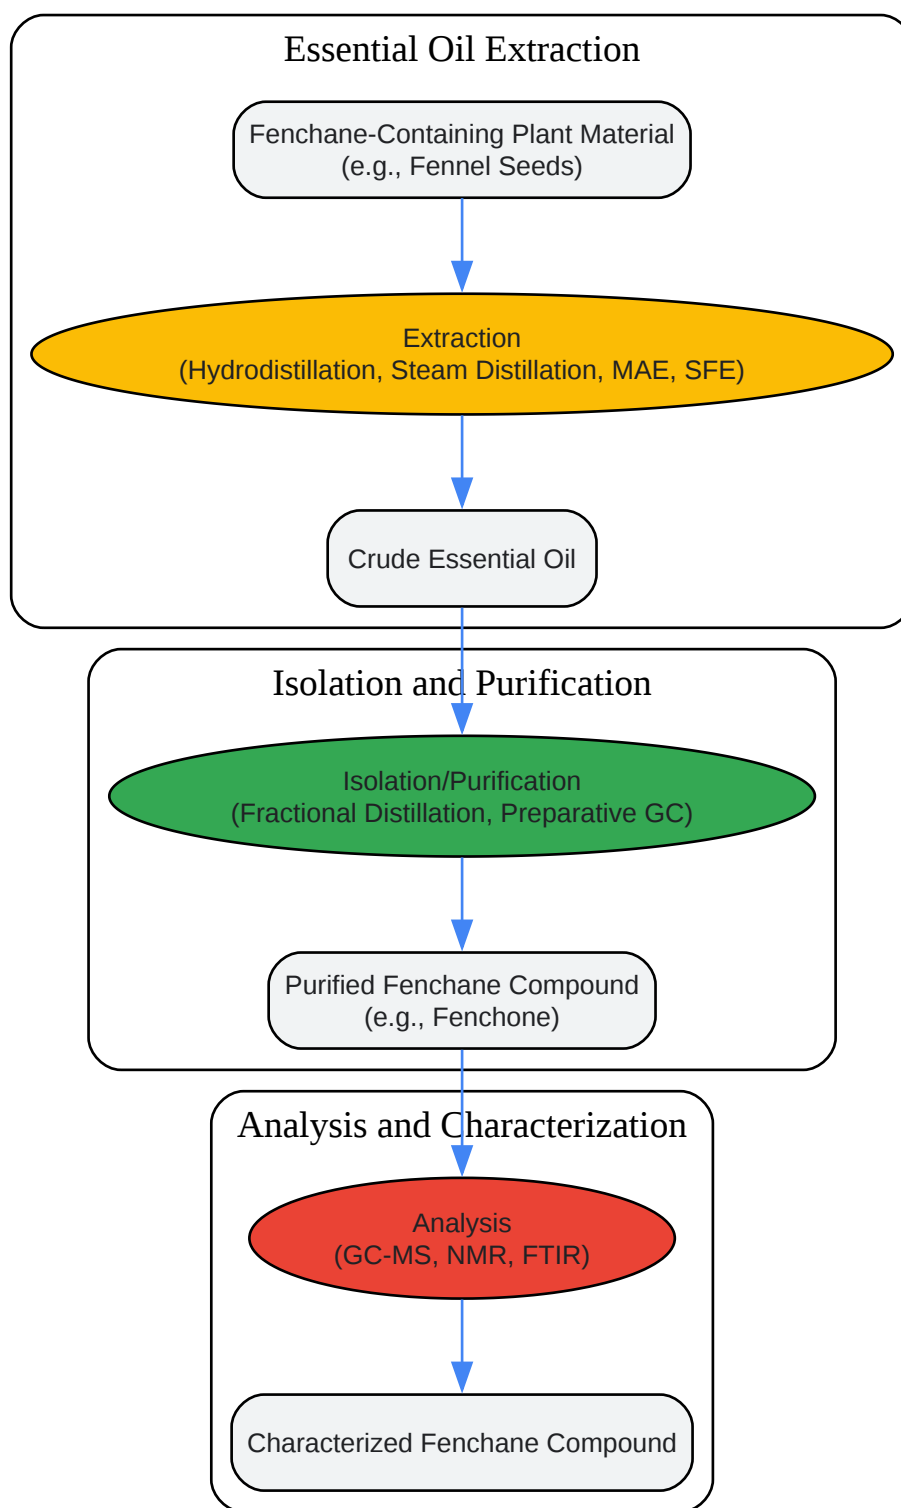 Essential Oil Extraction
Fenchane-Containing Plant Material
(e.g., Fennel Seeds)
Extraction
(Hydrodistillation, Steam Distillation, MAE, SFE)
Crude Essential Oil
Isolation and Purification
Isolation/Purification
(Fractional Distillation, Preparative GC)
Purified Fenchane Compound
(e.g., Fenchone)
Analysis and Characterization
Analysis
(GC-MS, NMR, FTIR)
Characterized Fenchane Compound